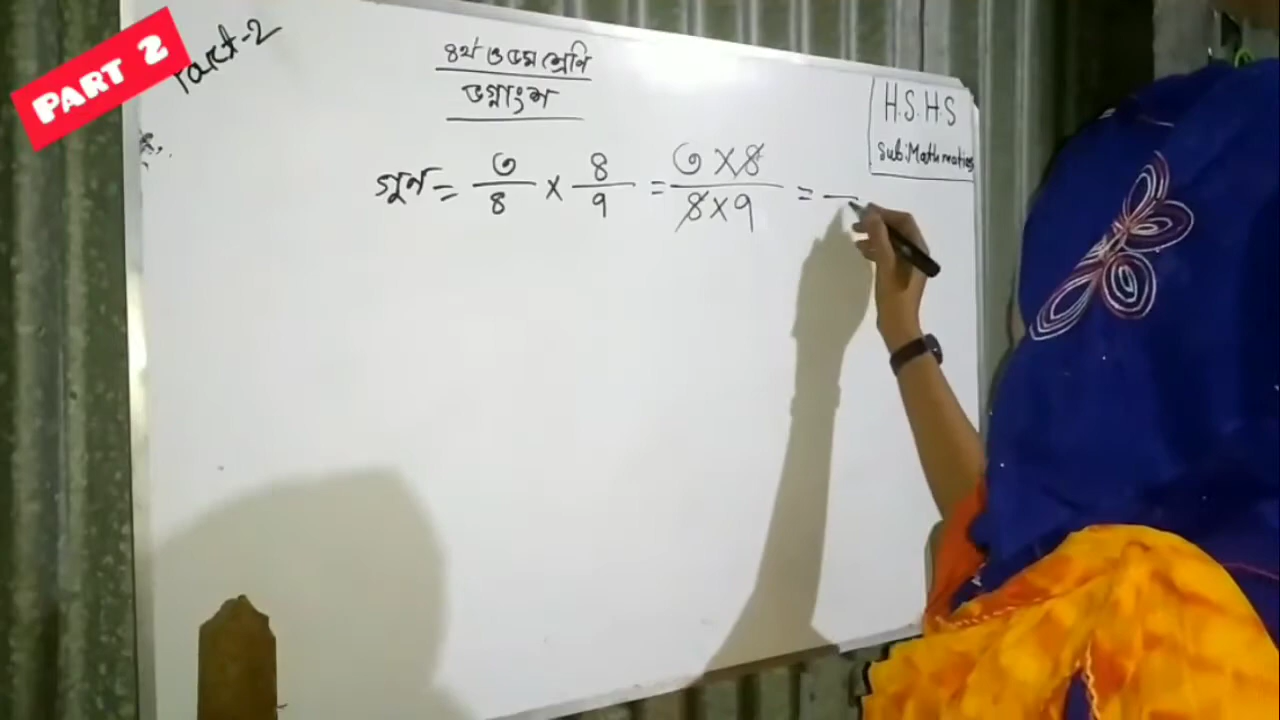 PART 2
Part-2
৪র্থ ও ৫ম শ্রেণি
ভগ্নাংশ
H.S.H.S
Sub: Mathematics
গুণ = ৩/৪ × ৪/৭ = ৩×৪/৪×৭ =